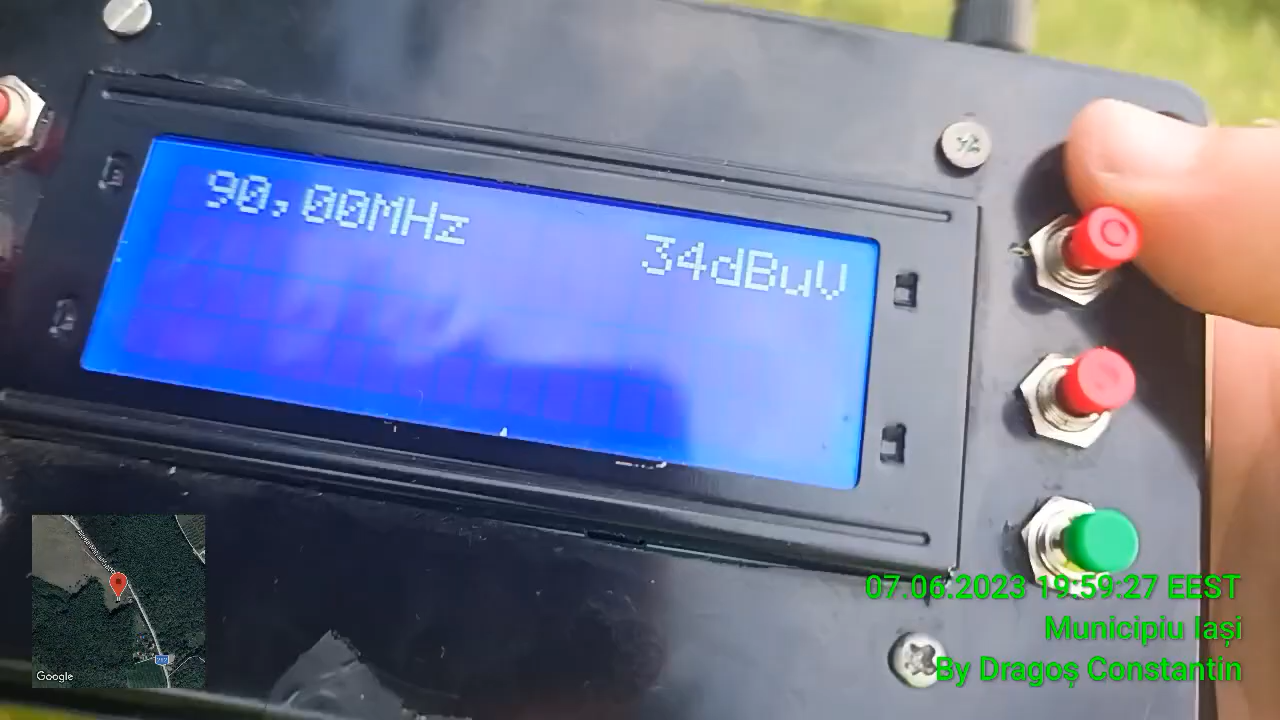 90,00MHz
34dBuV
07.06.2023 19:59:27 EEST
Municipiu Iași
By Dragoș Constantin
Google